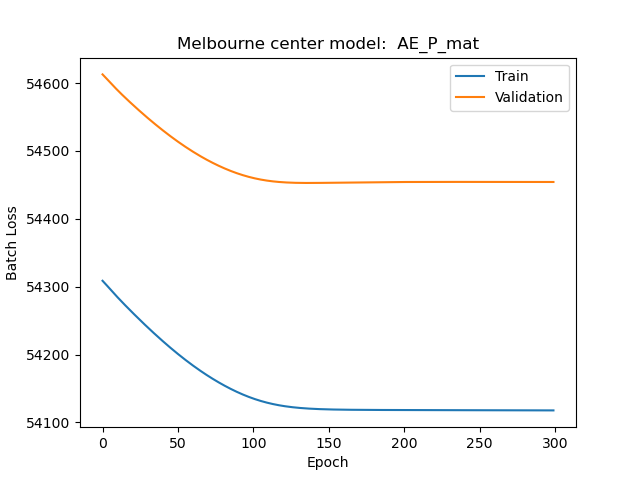 Melbourne center model:  AE_P_mat
Train
Validation
Batch Loss
54600
54500
54400
54300
54200
54100
0 50 100 150 200 250 300
Epoch